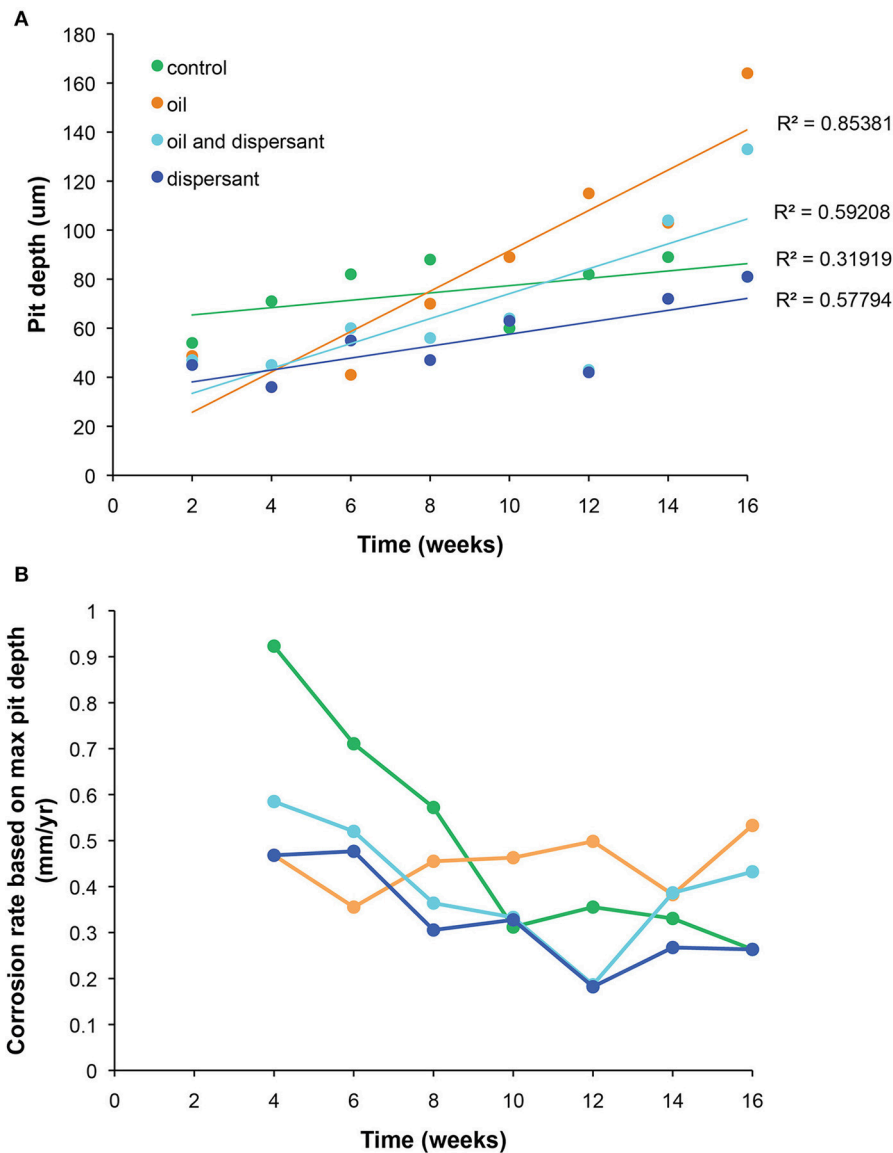 A
180
160
140
120
100
80
60
40
20
0
Pit depth (um)
control
oil
oil and dispersant
dispersant
R² = 0.85381
R² = 0.59208
R² = 0.31919
R² = 0.57794
0 2 4 6 8 10 12 14 16
Time (weeks)
B
1
0.9
0.8
0.7
0.6
0.5
0.4
0.3
0.2
0.1
0
Corrosion rate based on max pit depth
(mm/yr)
0 2 4 6 8 10 12 14 16
Time (weeks)